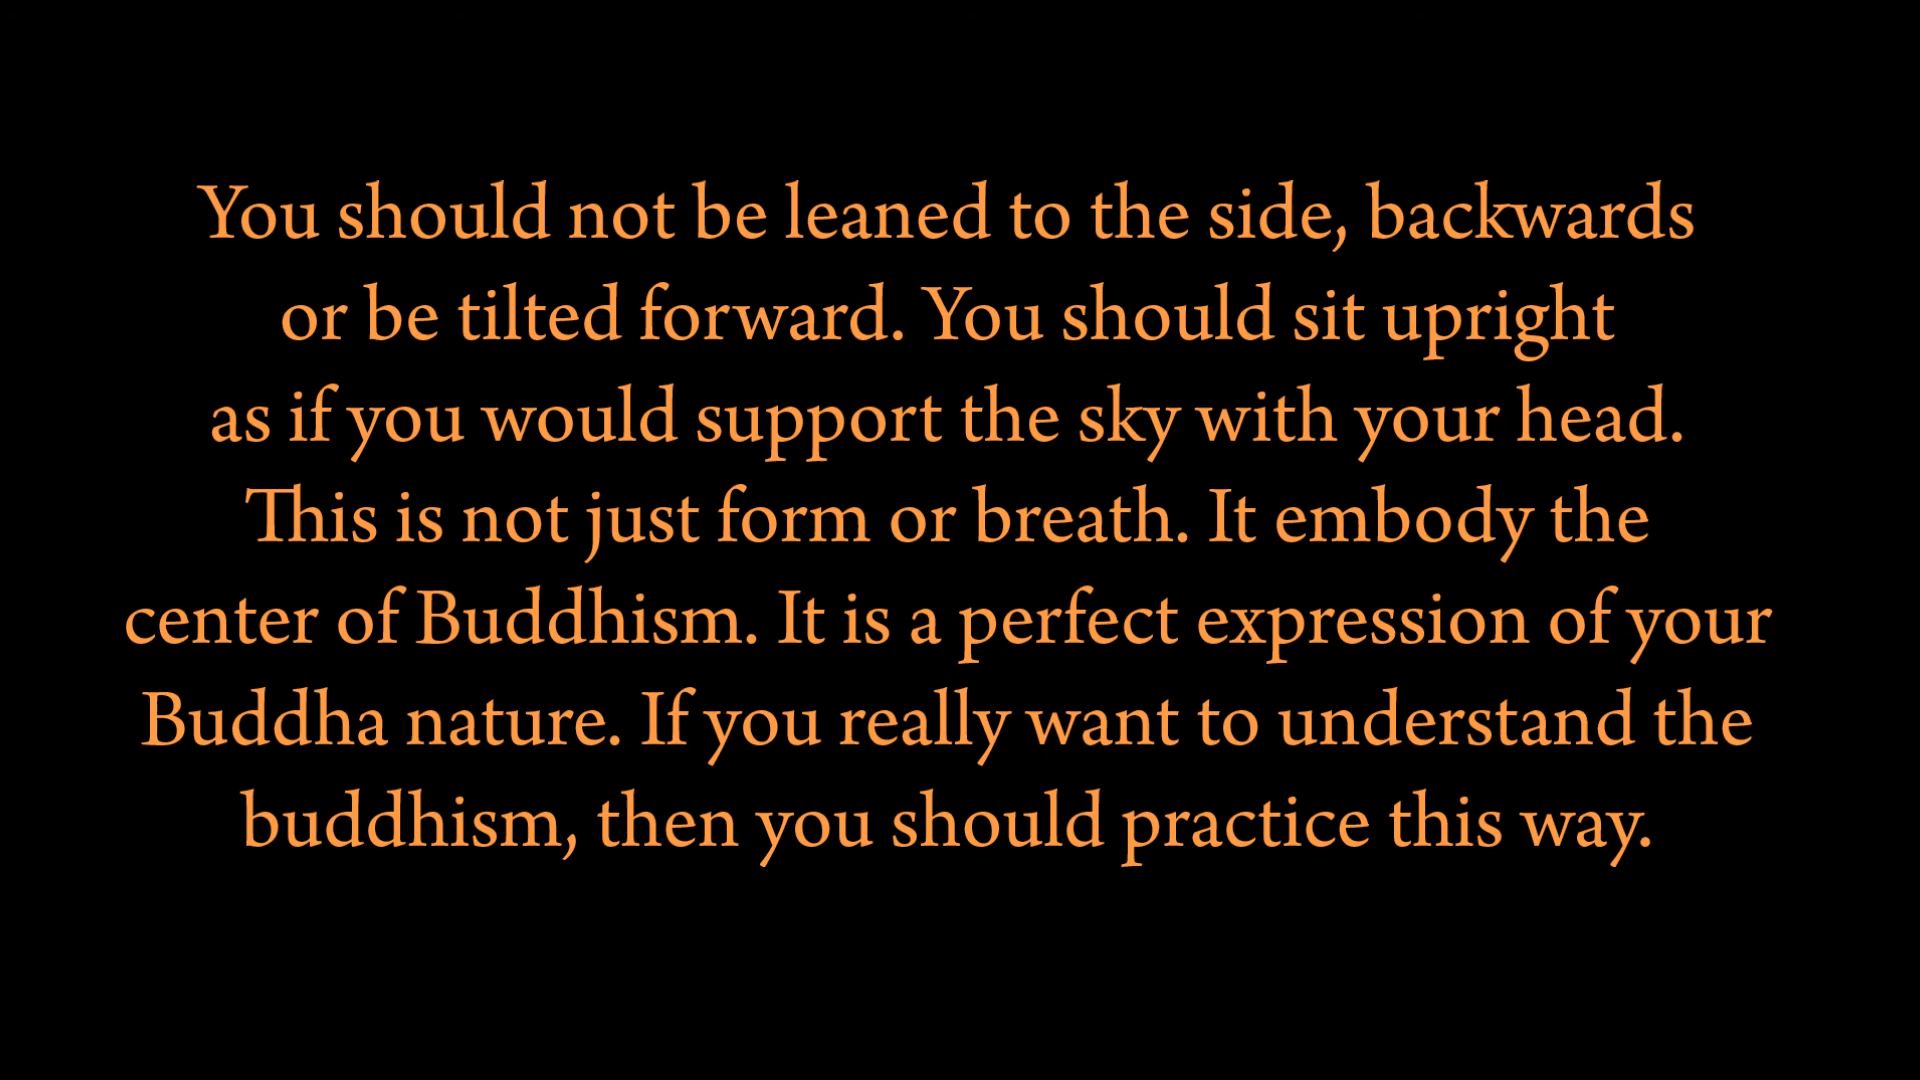 You should not be leaned to the side, backwards
or be tilted forward. You should sit upright
as if you would support the sky with your head.
This is not just form or breath. It embody the
center of Buddhism. It is a perfect expression of your
Buddha nature. If you really want to understand the
buddhism, then you should practice this way.